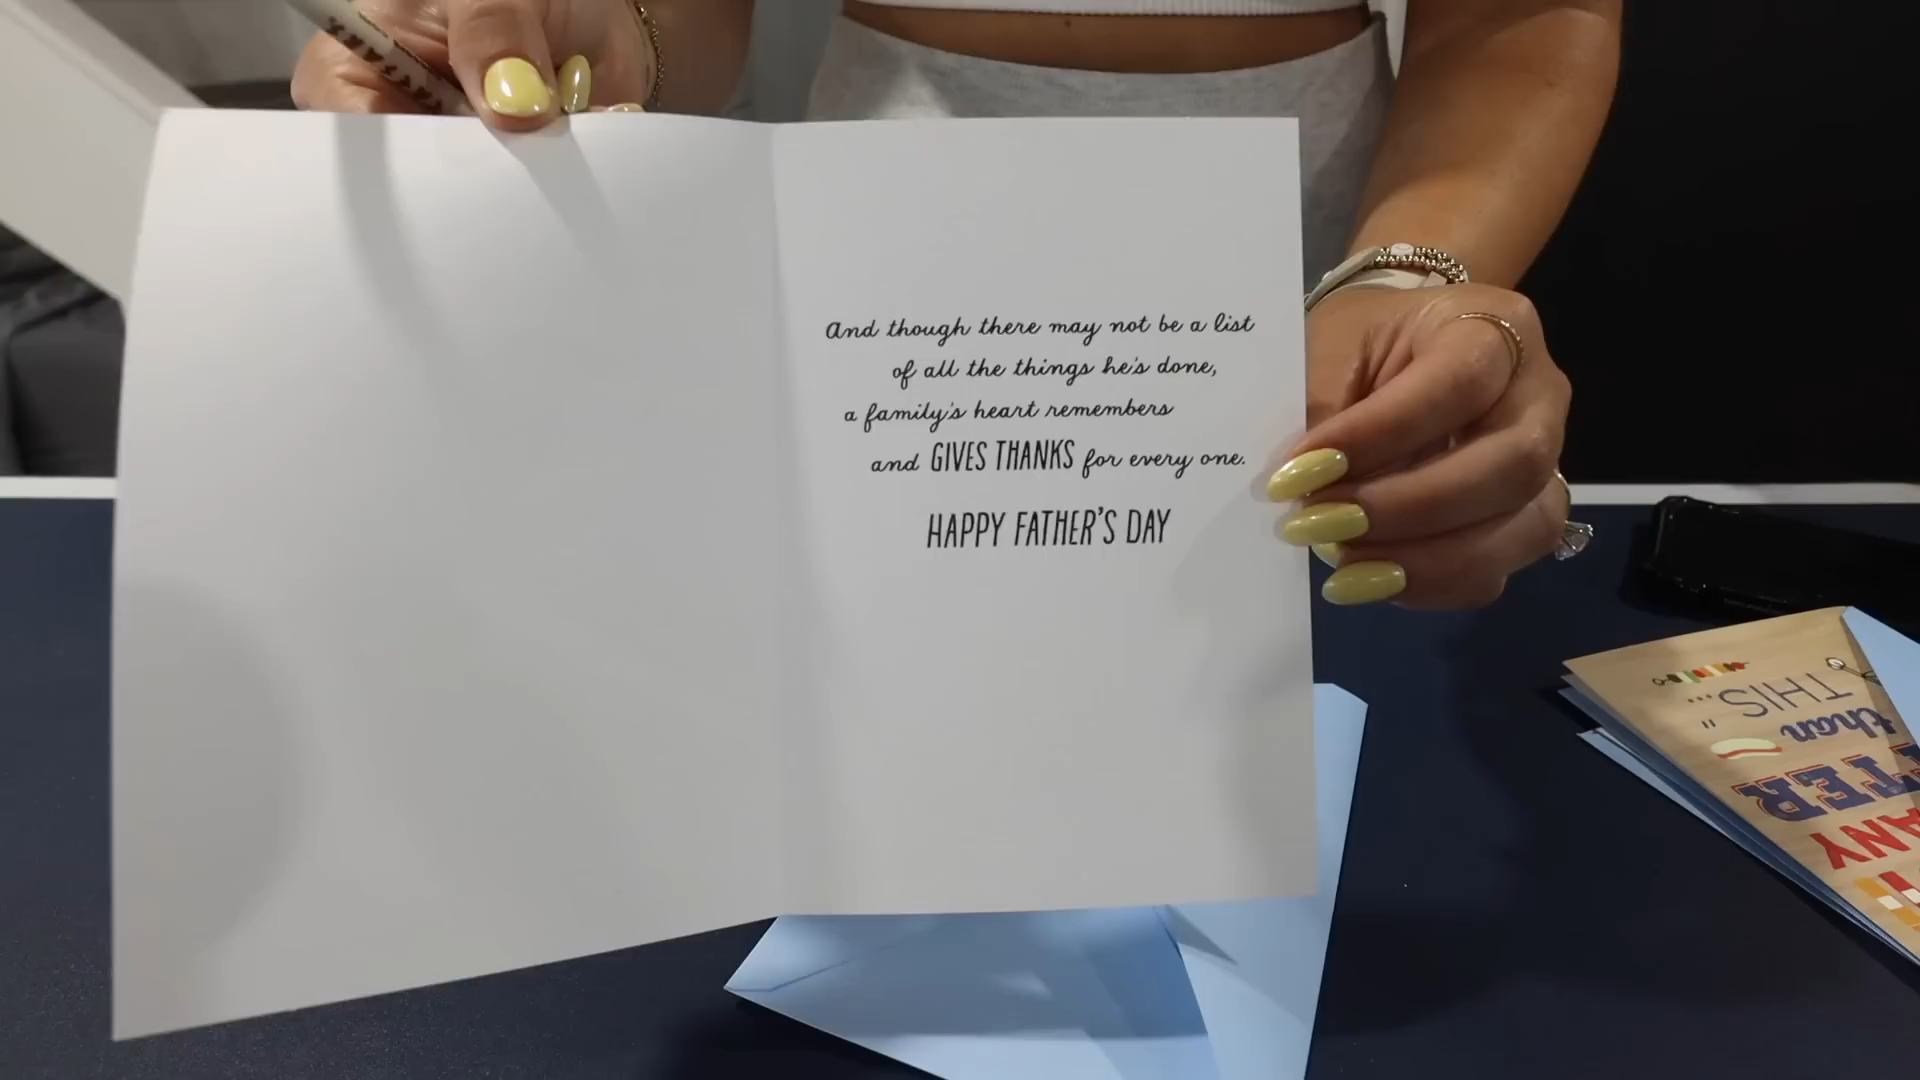 And though there may not be a list
of all the things he's done,
a family's heart remembers
and GIVES THANKS for every one.
HAPPY FATHER'S DAY
THIS..."
than